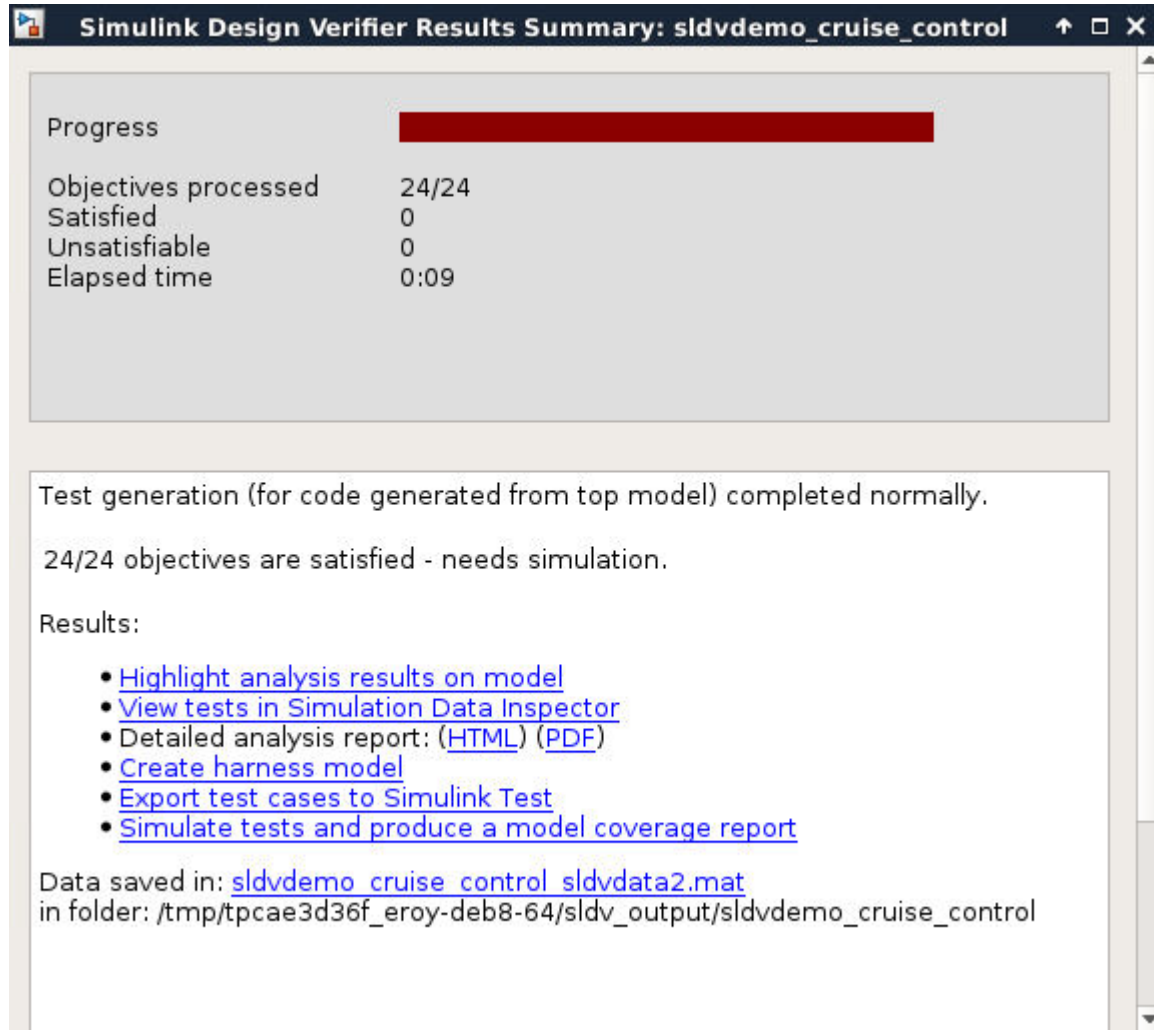 Simulink Design Verifier Results Summary: sldvdemo_cruise_control
Progress
Objectives processed 24/24
Satisfied 0
Unsatisfiable 0
Elapsed time 0:09
Test generation (for code generated from top model) completed normally.
24/24 objectives are satisfied - needs simulation.
Results:
• Highlight analysis results on model
• View tests in Simulation Data Inspector
• Detailed analysis report: (HTML) (PDF)
• Create harness model
• Export test cases to Simulink Test
• Simulate tests and produce a model coverage report
Data saved in: sldvdemo_cruise_control_sldvdata2.mat
in folder: /tmp/tpcae3d36f_eroy-deb8-64/sldv_output/sldvdemo_cruise_control